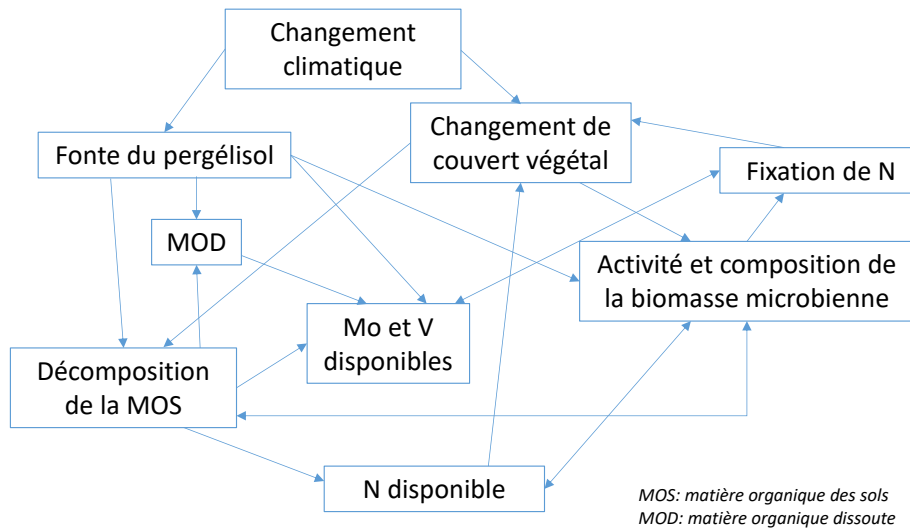 Changement
climatique
Changement de
couvert végétal
Fonte du pergélisol
Fixation de N
MOD
Activité et composition de
la biomasse microbienne
Mo et V
disponibles
Décomposition
de la MOS
N disponible
MOS: matière organique des sols
MOD: matière organique dissoute